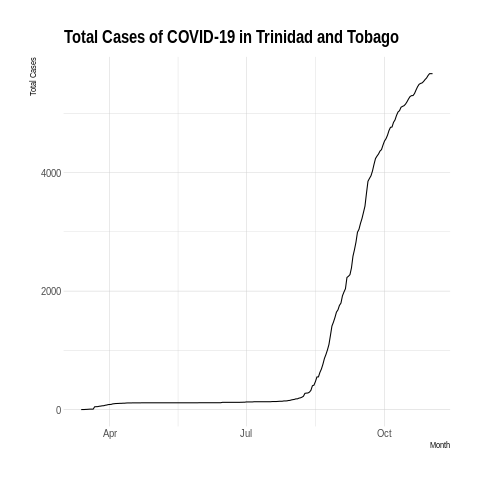 Total Cases of COVID-19 in Trinidad and Tobago
Total Cases
4000
2000
0
Apr Jul Oct
Month